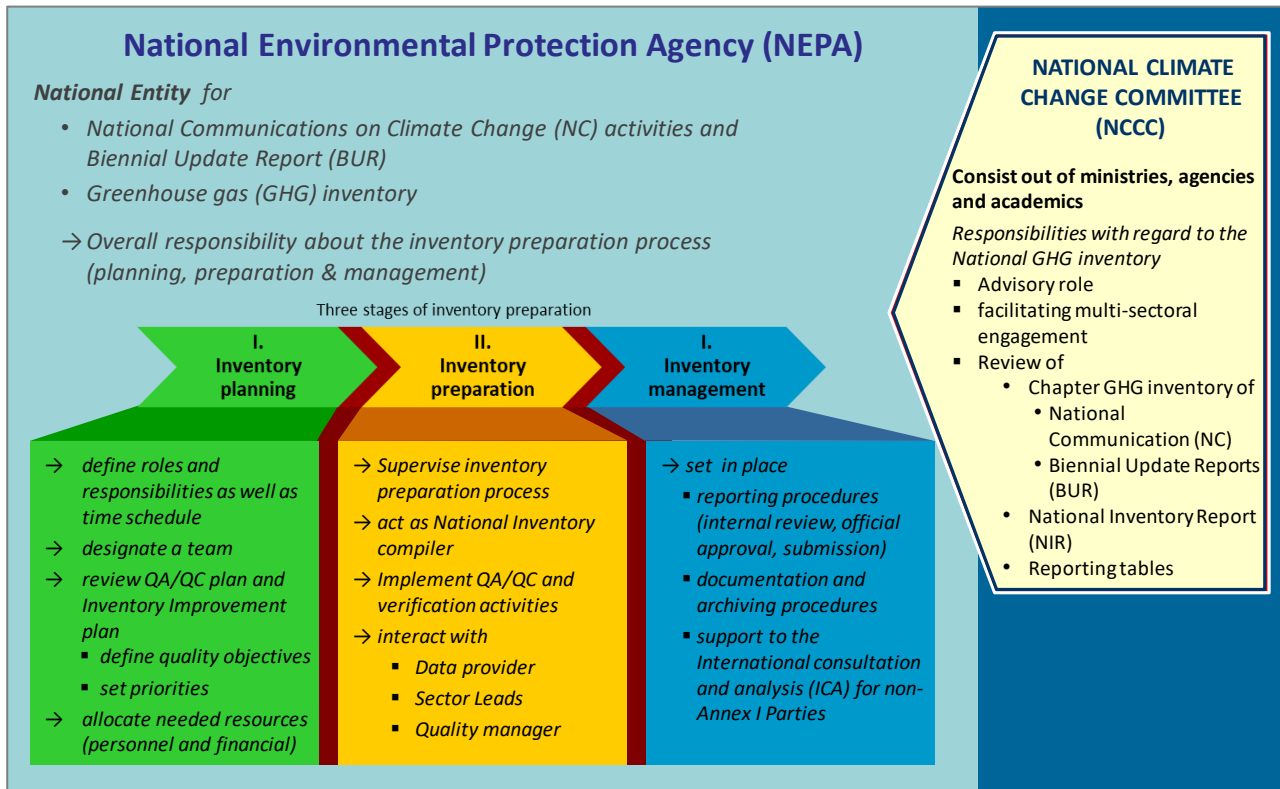 National Environmental Protection Agency (NEPA)
National Entity for
• National Communications on Climate Change (NC) activities and
Biennial Update Report (BUR)
• Greenhouse gas (GHG) inventory
→ Overall responsibility about the inventory preparation process
(planning, preparation & management)
Three stages of inventory preparation
I.
Inventory
planning
→ define roles and
responsibilities as well as
time schedule
→ designate a team
→ review QA/QC plan and
Inventory Improvement
plan
▪ define quality objectives
▪ set priorities
→ allocate needed resources
(personnel and financial)
II.
Inventory
preparation
→ Supervise inventory
preparation process
→ act as National Inventory
compiler
→ Implement QA/QC and
verification activities
→ interact with
▪ Data provider
▪ Sector Leads
▪ Quality manager
I.
Inventory
management
→ set in place
▪ reporting procedures
(internal review, official
approval, submission)
▪ documentation and
archiving procedures
▪ support to the
International consultation
and analysis (ICA) for non-
Annex I Parties
NATIONAL CLIMATE
CHANGE COMMITTEE
(NCCC)
Consist out of ministries, agencies
and academics
Responsibilities with regard to the
National GHG inventory
▪ Advisory role
▪ facilitating multi-sectoral
engagement
▪ Review of
• Chapter GHG inventory of
• National
Communication (NC)
• Biennial Update Reports
(BUR)
• National Inventory Report
(NIR)
• Reporting tables